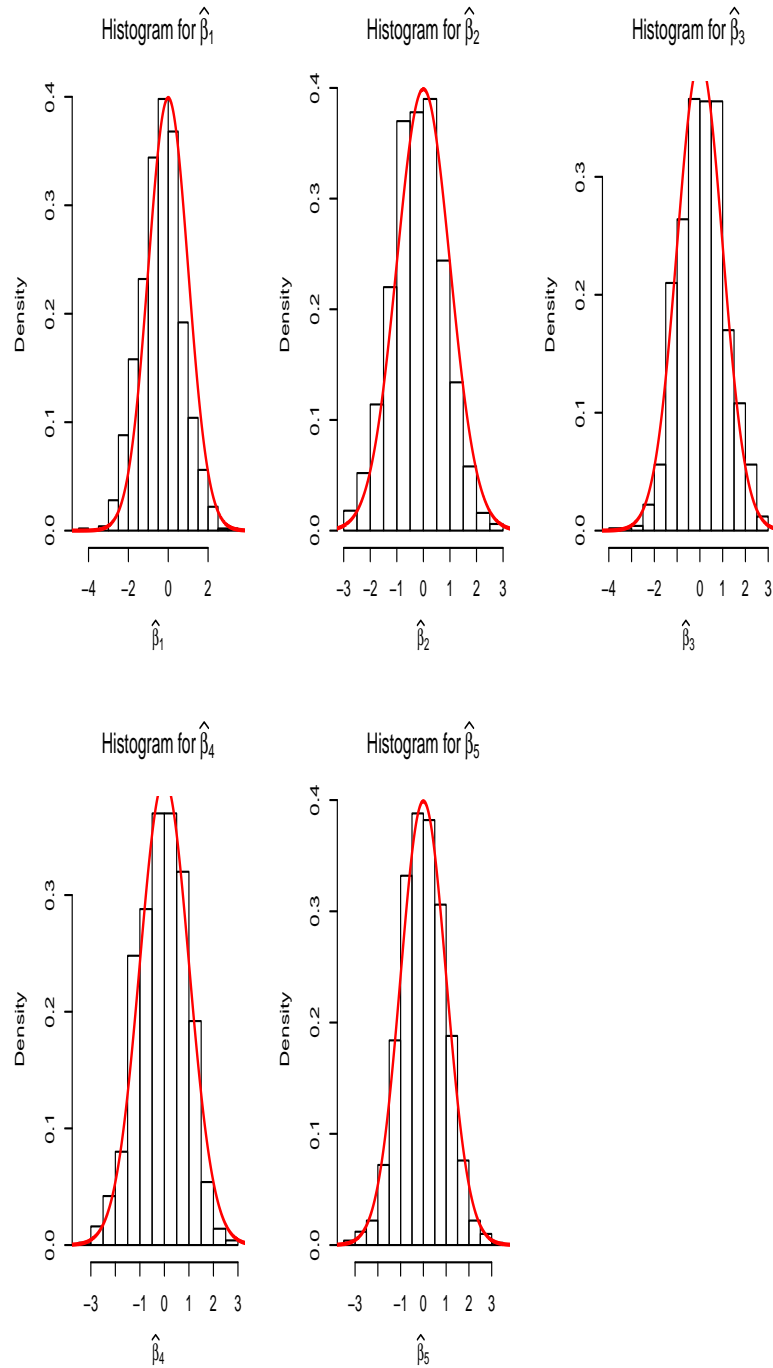 Histogram for β̂₁
Density
0.0 0.1 0.2 0.3 0.4
−4 −2 0 2
β̂₁
Histogram for β̂₂
Density
0.0 0.1 0.2 0.3 0.4
−3 −2 −1 0 1 2 3
β̂₂
Histogram for β̂₃
Density
0.0 0.1 0.2 0.3
−4 −2 0 1 2 3
β̂₃
Histogram for β̂₄
Density
0.0 0.1 0.2 0.3
−3 −1 0 1 2 3
β̂₄
Histogram for β̂₅
Density
0.0 0.1 0.2 0.3 0.4
−3 −1 0 1 2 3
β̂₅